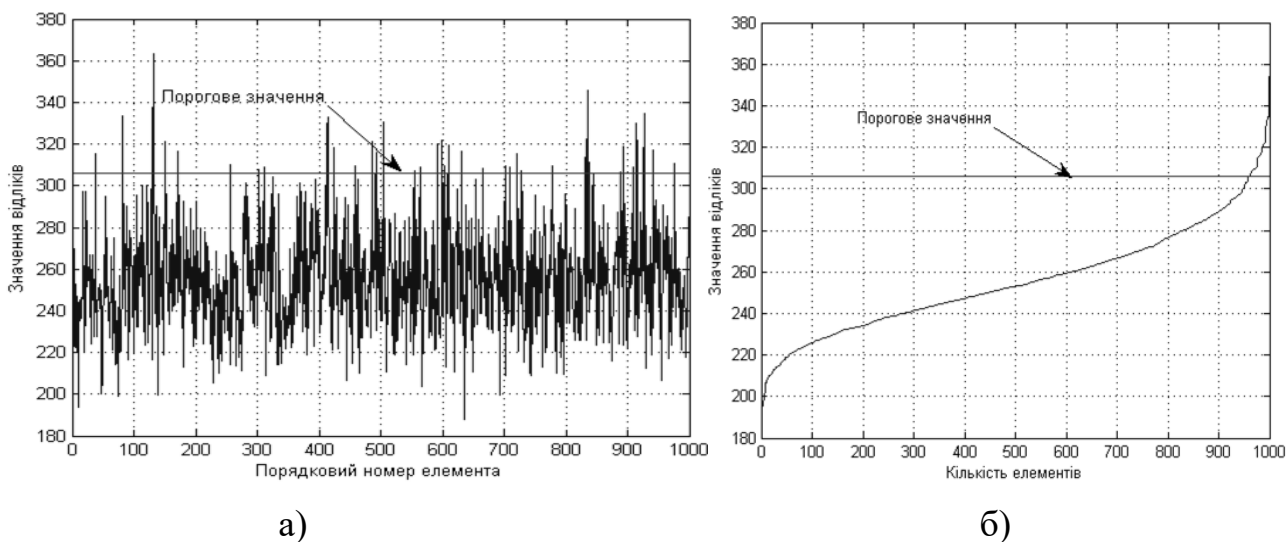 380
360
340
320
300
280
260
240
220
200
180
Значення відліків
Порогове значення
0 100 200 300 400 500 600 700 800 900 1000
Порядковий номер елемента
а)
380
360
340
320
300
280
260
240
220
200
180
Значення відліків
Порогове значення
0 100 200 300 400 500 600 700 800 900 1000
Кількість елементів
б)